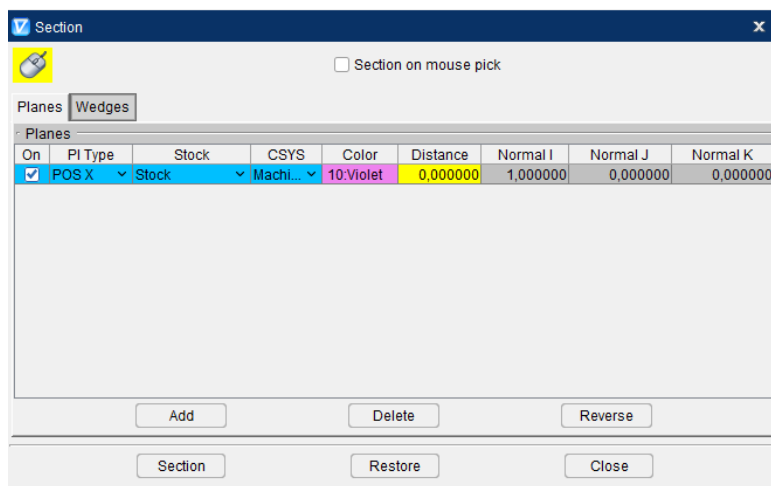 Section
Section on mouse pick
Planes Wedges
Planes
On PI Type Stock CSYS Color Distance Normal I Normal J Normal K
POS X Stock Machi... 10:Violet 0,000000 1,000000 0,000000 0,000000
Add Delete Reverse
Section Restore Close